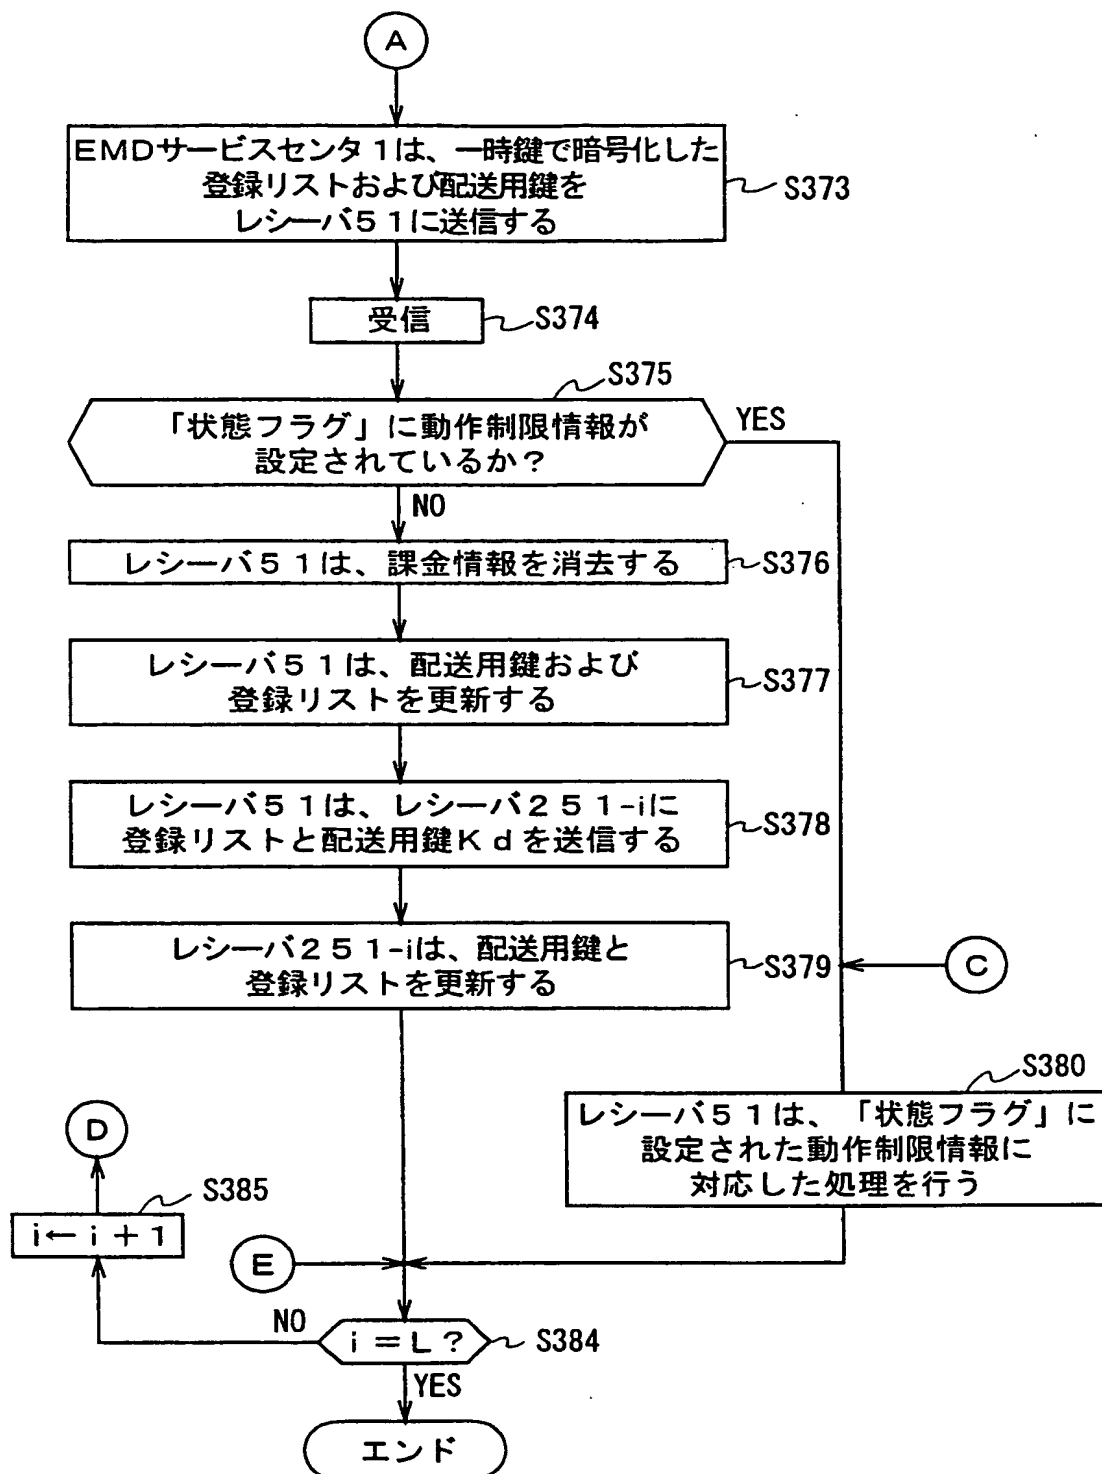 A
EMDサービスセンタ1は、一時鍵で暗号化した
登録リストおよび配送用鍵を
レシーバ51に送信する
S373
受信
S374
S375
「状態フラグ」に動作制限情報が
設定されているか?
YES
NO
レシーバ51は、課金情報を消去する
S376
レシーバ51は、配送用鍵および
登録リストを更新する
S377
レシーバ51は、レシーバ251-iに
登録リストと配送用鍵Kdを送信する
S378
レシーバ251-iは、配送用鍵と
登録リストを更新する
S379
C
S380
レシーバ51は、「状態フラグ」に
設定された動作制限情報に
対応した処理を行う
D
S385
i←i+1
E
NO
i=L?
S384
YES
エンド